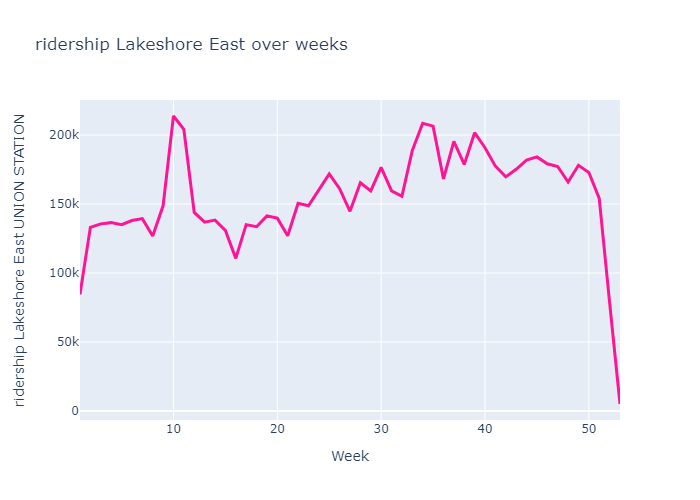 ridership Lakeshore East over weeks
ridership Lakeshore East UNION STATION
200k
150k
100k
50k
0
10 20 30 40 50
Week